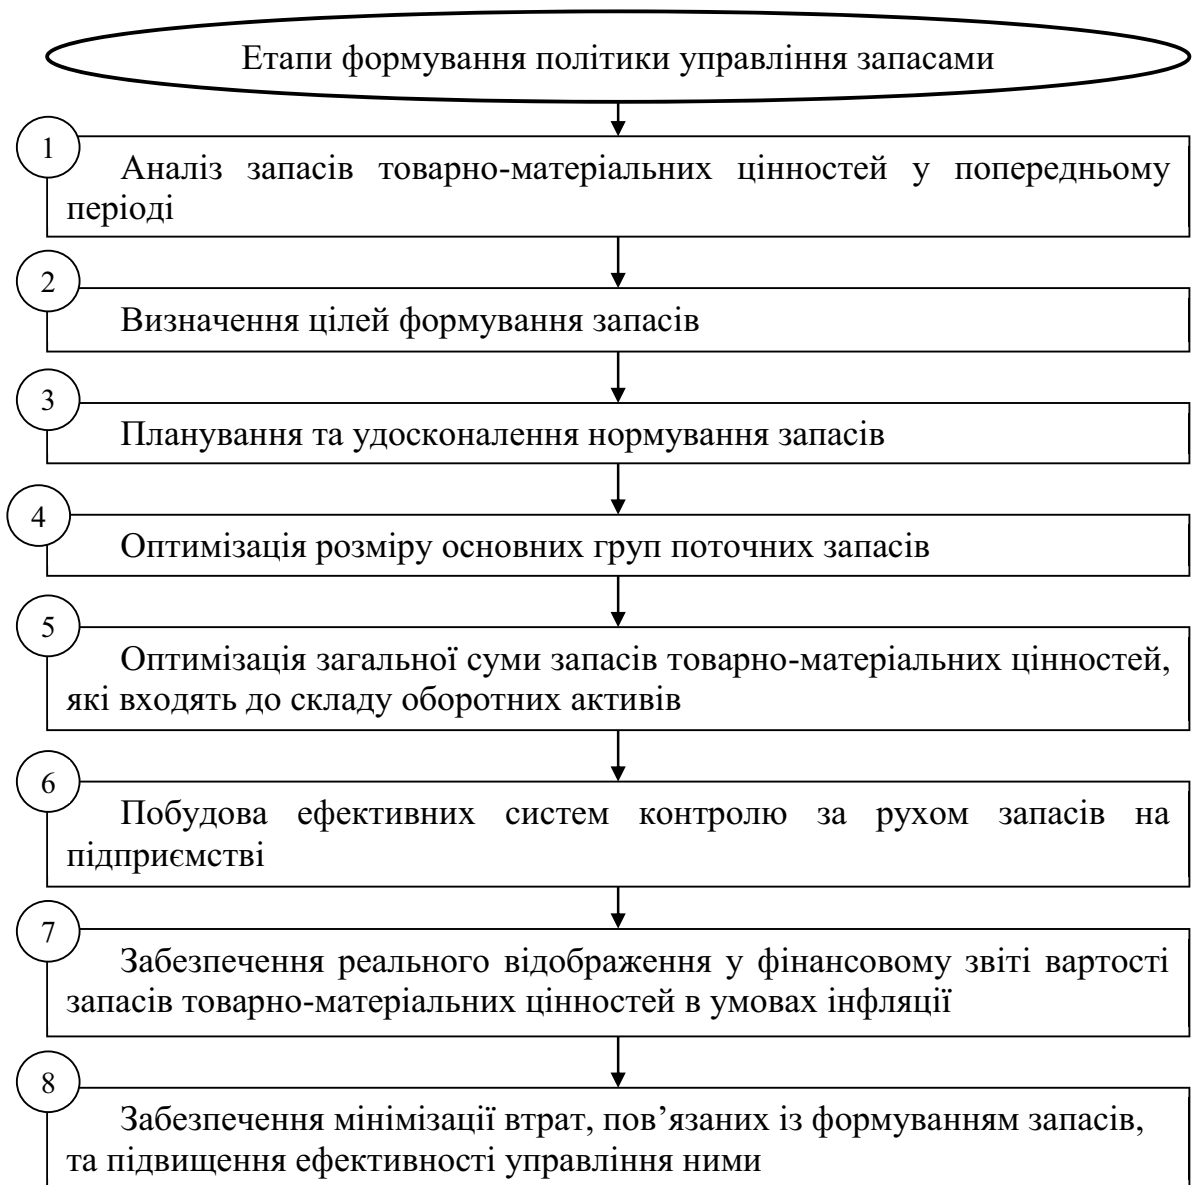 Етапи формування політики управління запасами
1
Аналіз запасів товарно-матеріальних цінностей у попередньому
періоді
2
Визначення цілей формування запасів
3
Планування та удосконалення нормування запасів
4
Оптимізація розміру основних груп поточних запасів
5
Оптимізація загальної суми запасів товарно-матеріальних цінностей,
які входять до складу оборотних активів
6
Побудова ефективних систем контролю за рухом запасів на
підприємстві
7
Забезпечення реального відображення у фінансовому звіті вартості
запасів товарно-матеріальних цінностей в умовах інфляції
8
Забезпечення мінімізації втрат, пов’язаних із формуванням запасів,
та підвищення ефективності управління ними